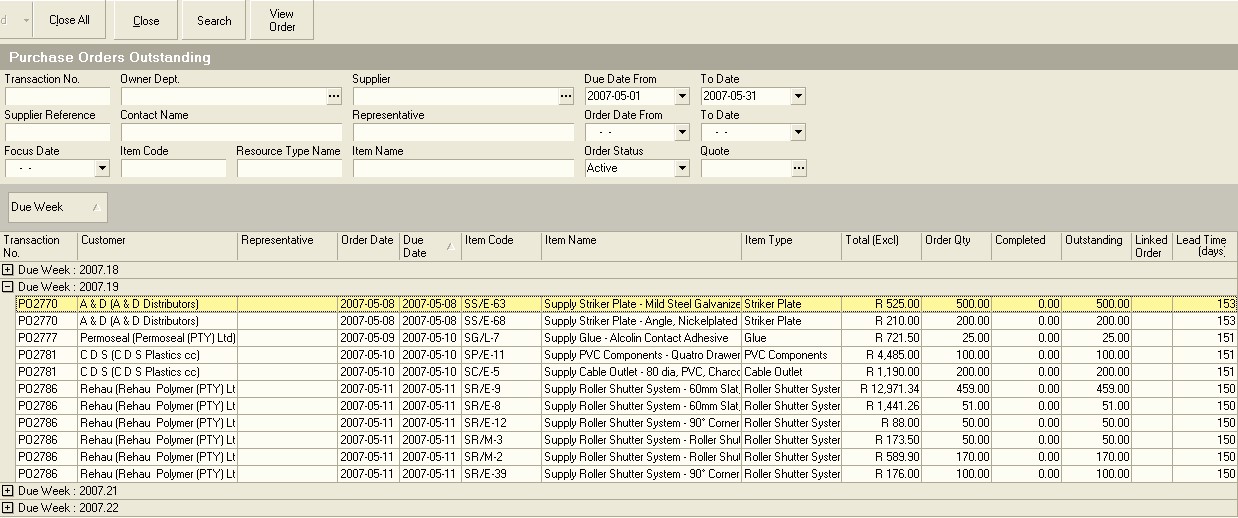 d Close All Close Search View Order
Purchase Orders Outstanding
Transaction No. Owner Dept. Supplier Due Date From To Date
... ... 2007-05-01 2007-05-31
Supplier Reference Contact Name Representative Order Date From To Date
- - - -
Focus Date Item Code Resource Type Name Item Name Order Status Quote
- - Active ...
Due Week
Transaction No. Customer Representative Order Date Due Date Item Code Item Name Item Type Total (Excl) Order Qty Completed Outstanding Linked Order Lead Time (days
Due Week : 2007.18
Due Week : 2007.19
PO2770 A & D (A & D Distributors) 2007-05-08 2007-05-08 SS/E-63 Supply Striker Plate - Mild Steel Galvanize Striker Plate R 525.00 500.00 0.00 500.00 153
PO2770 A & D (A & D Distributors) 2007-05-08 2007-05-08 SS/E-68 Supply Striker Plate - Angle, Nickelplated Striker Plate R 210.00 200.00 0.00 200.00 153
PO2777 Permoseal (Permoseal (PTY) Ltd) 2007-05-09 2007-05-10 SG/L-7 Supply Glue - Alcolin Contact Adhesive Glue R 721.50 25.00 0.00 25.00 151
PO2781 C D S (C D S Plastics cc) 2007-05-10 2007-05-10 SP/E-11 Supply PVC Components - Quatro Drawer PVC Components R 4,485.00 100.00 0.00 100.00 151
PO2781 C D S (C D S Plastics cc) 2007-05-10 2007-05-10 SC/E-5 Supply Cable Outlet - 80 dia, PVC, Charco Cable Outlet R 1,190.00 200.00 0.00 200.00 151
PO2786 Rehau (Rehau Polymer (PTY) Lt 2007-05-11 2007-05-11 SR/E-9 Supply Roller Shutter System - 60mm Slat, Roller Shutter Syster R 12,971.34 459.00 0.00 459.00 150
PO2786 Rehau (Rehau Polymer (PTY) Lt 2007-05-11 2007-05-11 SR/E-8 Supply Roller Shutter System - 60mm Slat, Roller Shutter Syster R 1,441.26 51.00 0.00 51.00 150
PO2786 Rehau (Rehau Polymer (PTY) Lt 2007-05-11 2007-05-11 SR/E-12 Supply Roller Shutter System - 90° Corner Roller Shutter Syster R 88.00 50.00 0.00 50.00 150
PO2786 Rehau (Rehau Polymer (PTY) Lt 2007-05-11 2007-05-11 SR/M-3 Supply Roller Shutter System - Roller Shut Roller Shutter Syster R 173.50 50.00 0.00 50.00 150
PO2786 Rehau (Rehau Polymer (PTY) Lt 2007-05-11 2007-05-11 SR/M-2 Supply Roller Shutter System - Roller Shut Roller Shutter Syster R 589.90 170.00 0.00 170.00 150
PO2786 Rehau (Rehau Polymer (PTY) Lt 2007-05-11 2007-05-11 SR/E-39 Supply Roller Shutter System - 90° Corner Roller Shutter Syster R 176.00 100.00 0.00 100.00 150
Due Week : 2007.21
Due Week : 2007.22